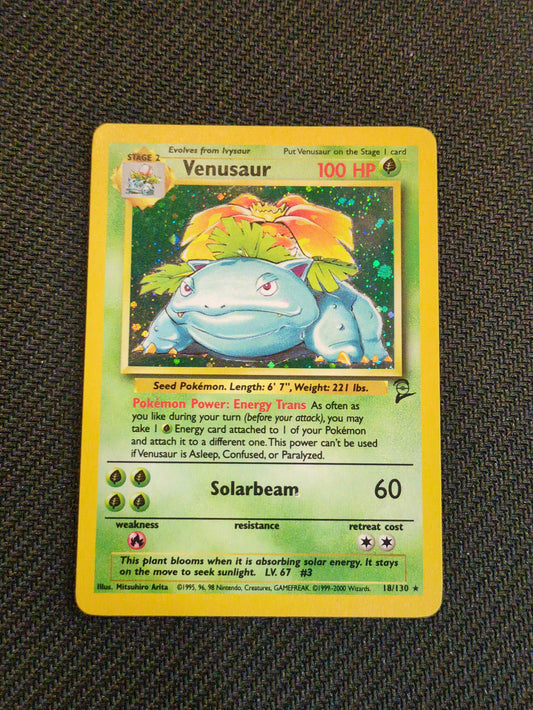 Evolves from Ivysaur Put Venusaur on the Stage 1 card
STAGE 2
Venusaur 100 HP
Seed Pokémon. Length: 6' 7", Weight: 221 lbs.
Pokémon Power: Energy Trans As often as
you like during your turn (before your attack), you may
take 1 Energy card attached to 1 of your Pokémon
and attach it to a different one. This power can't be used
if Venusaur is Asleep, Confused, or Paralyzed.
Solarbeam 60
weakness resistance retreat cost
This plant blooms when it is absorbing solar energy. It stays
on the move to seek sunlight. LV. 67 #3
Illus. Mitsuhiro Arita ©1995, 96, 98 Nintendo, Creatures, GAMEFREAK. ©1999-2000 Wizards. 18/130 ★